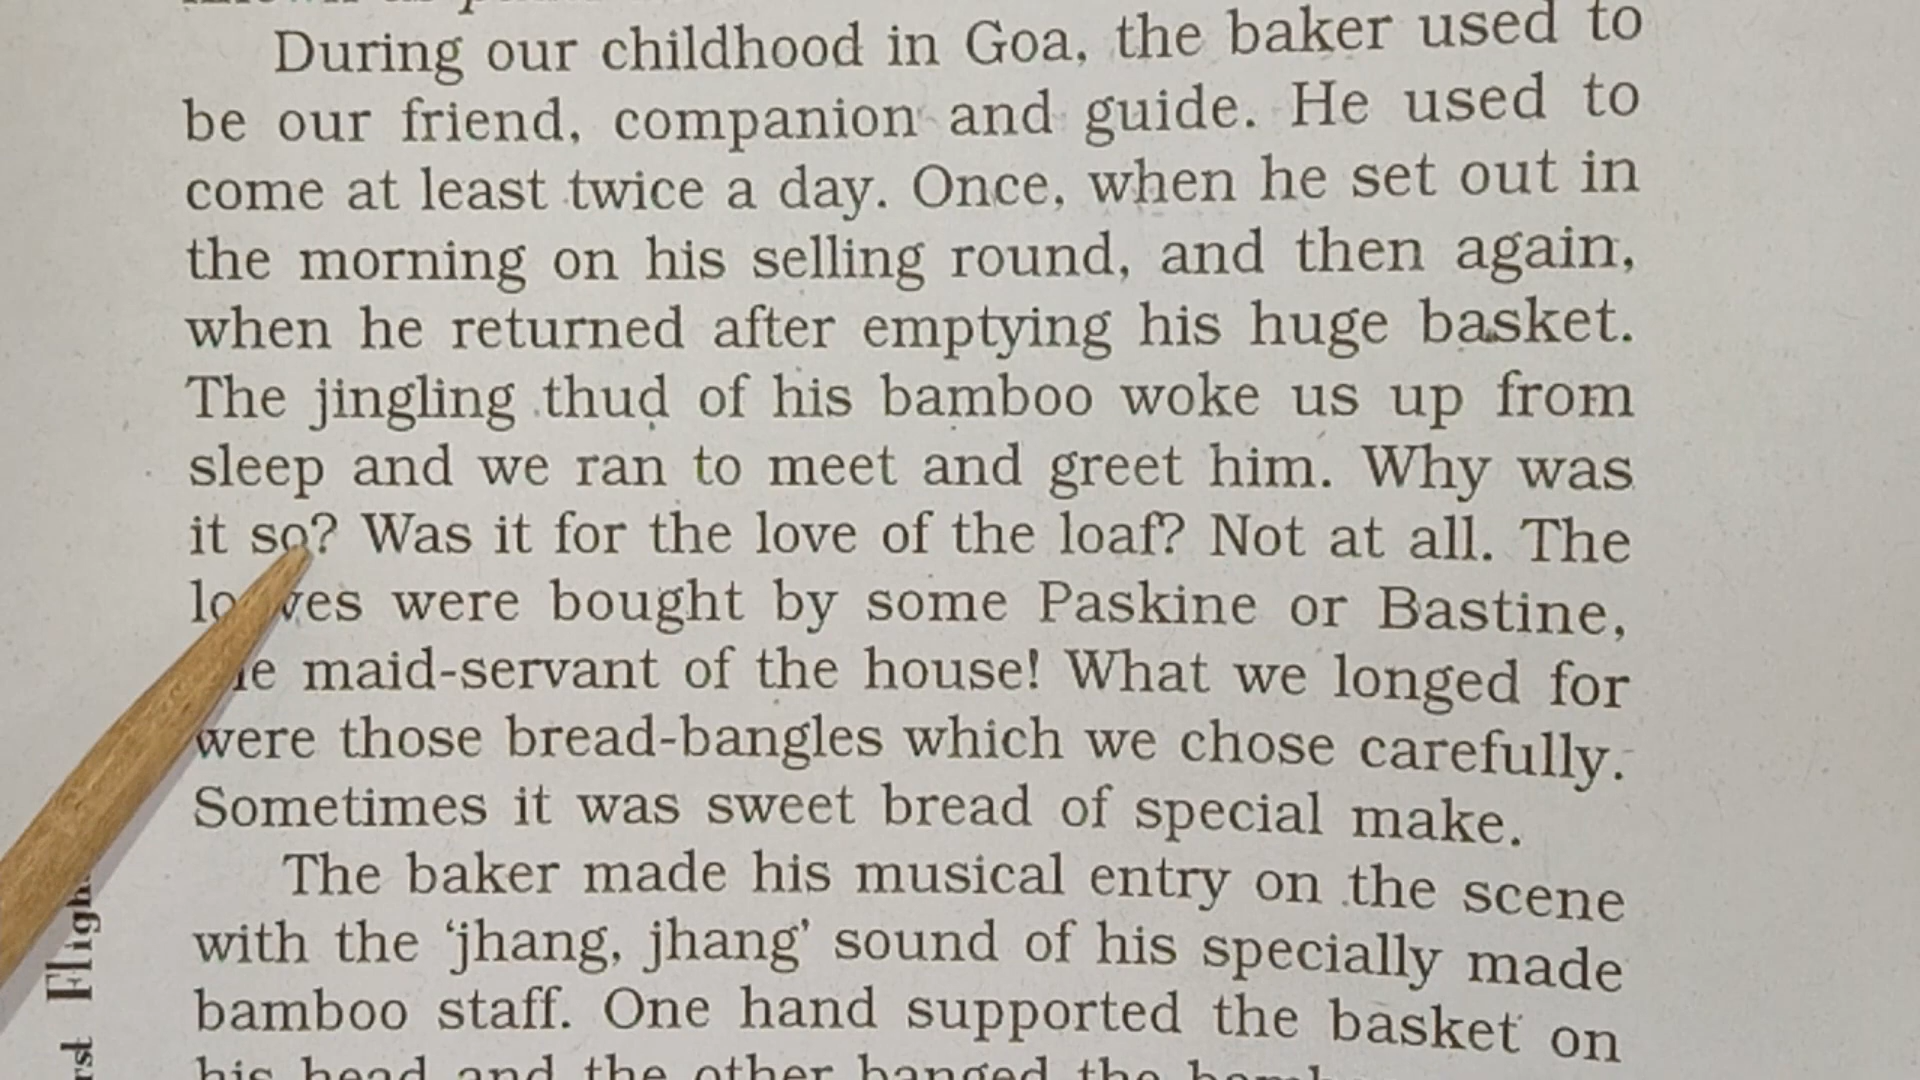 During our childhood in Goa, the baker used to
be our friend, companion and guide. He used to
come at least twice a day. Once, when he set out in
the morning on his selling round, and then again,
when he returned after emptying his huge basket.
The jingling thud of his bamboo woke us up from
sleep and we ran to meet and greet him. Why was
it so? Was it for the love of the loaf? Not at all. The
were bought by some Paskine or Bastine,
maid-servant of the house! What we longed for
were those bread-bangles which we chose carefully.
Sometimes it was sweet bread of special make.
The baker made his musical entry on the scene
with the ‘jhang, jhang’ sound of his specially made
bamboo staff. One hand supported the basket on
his head and the other banged the
Flight